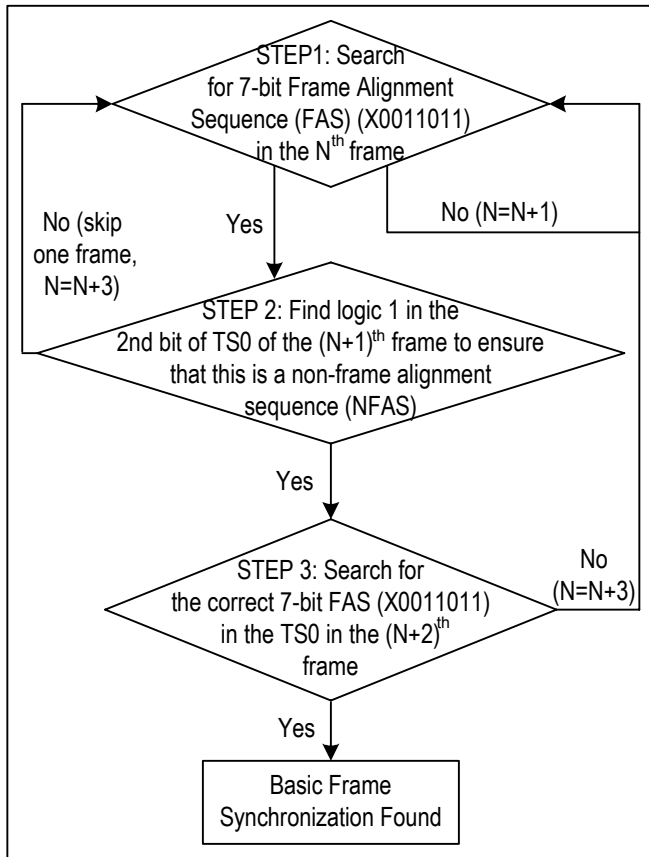 STEP1: Search
for 7-bit Frame Alignment
Sequence (FAS) (X0011011)
in the Nth frame
No (N=N+1)
Yes
No (skip
one frame,
N=N+3)
STEP 2: Find logic 1 in the
2nd bit of TS0 of the (N+1)th frame to ensure
that this is a non-frame alignment
sequence (NFAS)
Yes
STEP 3: Search for
the correct 7-bit FAS (X0011011)
in the TS0 in the (N+2)th
frame
No
(N=N+3)
Yes
Basic Frame
Synchronization Found